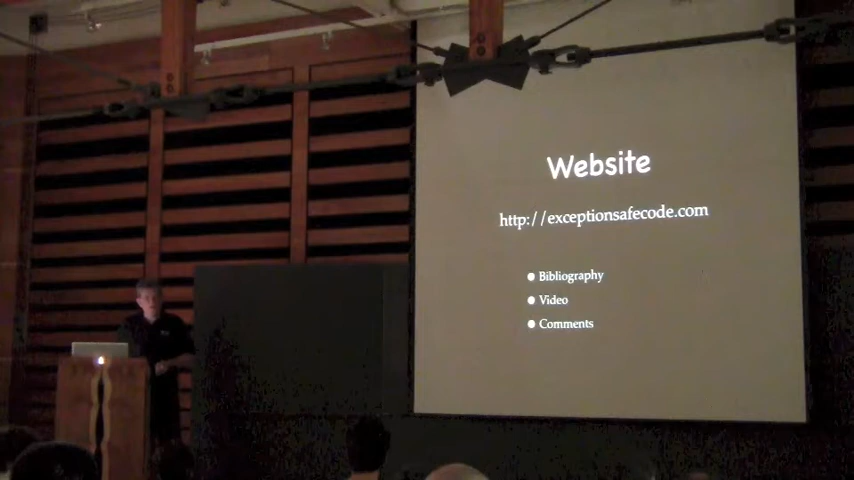 Website
http://exceptionsafecode.com
● Bibliography
● Video
● Comments